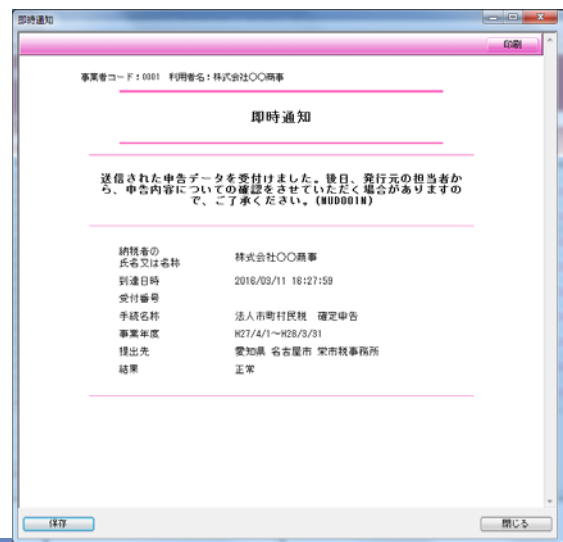 即時通知
印刷
事業者コード:0001 利用者名:株式会社〇〇商事
即時通知
送信された申告データを受付けました。後日、発行元の担当者か
ら、申告内容についての確認をさせていただく場合がありますの
で、ご了承ください。(MUD001N)
納税者の
氏名又は名称 株式会社〇〇商事
到達日時 2016/03/11 16:27:59
受付番号
手続名称 法人市町村民税 確定申告
事業年度 H27/4/1～H28/3/31
提出先 愛知県 名古屋市 栄市税事務所
結果 正常
保存
閉じる